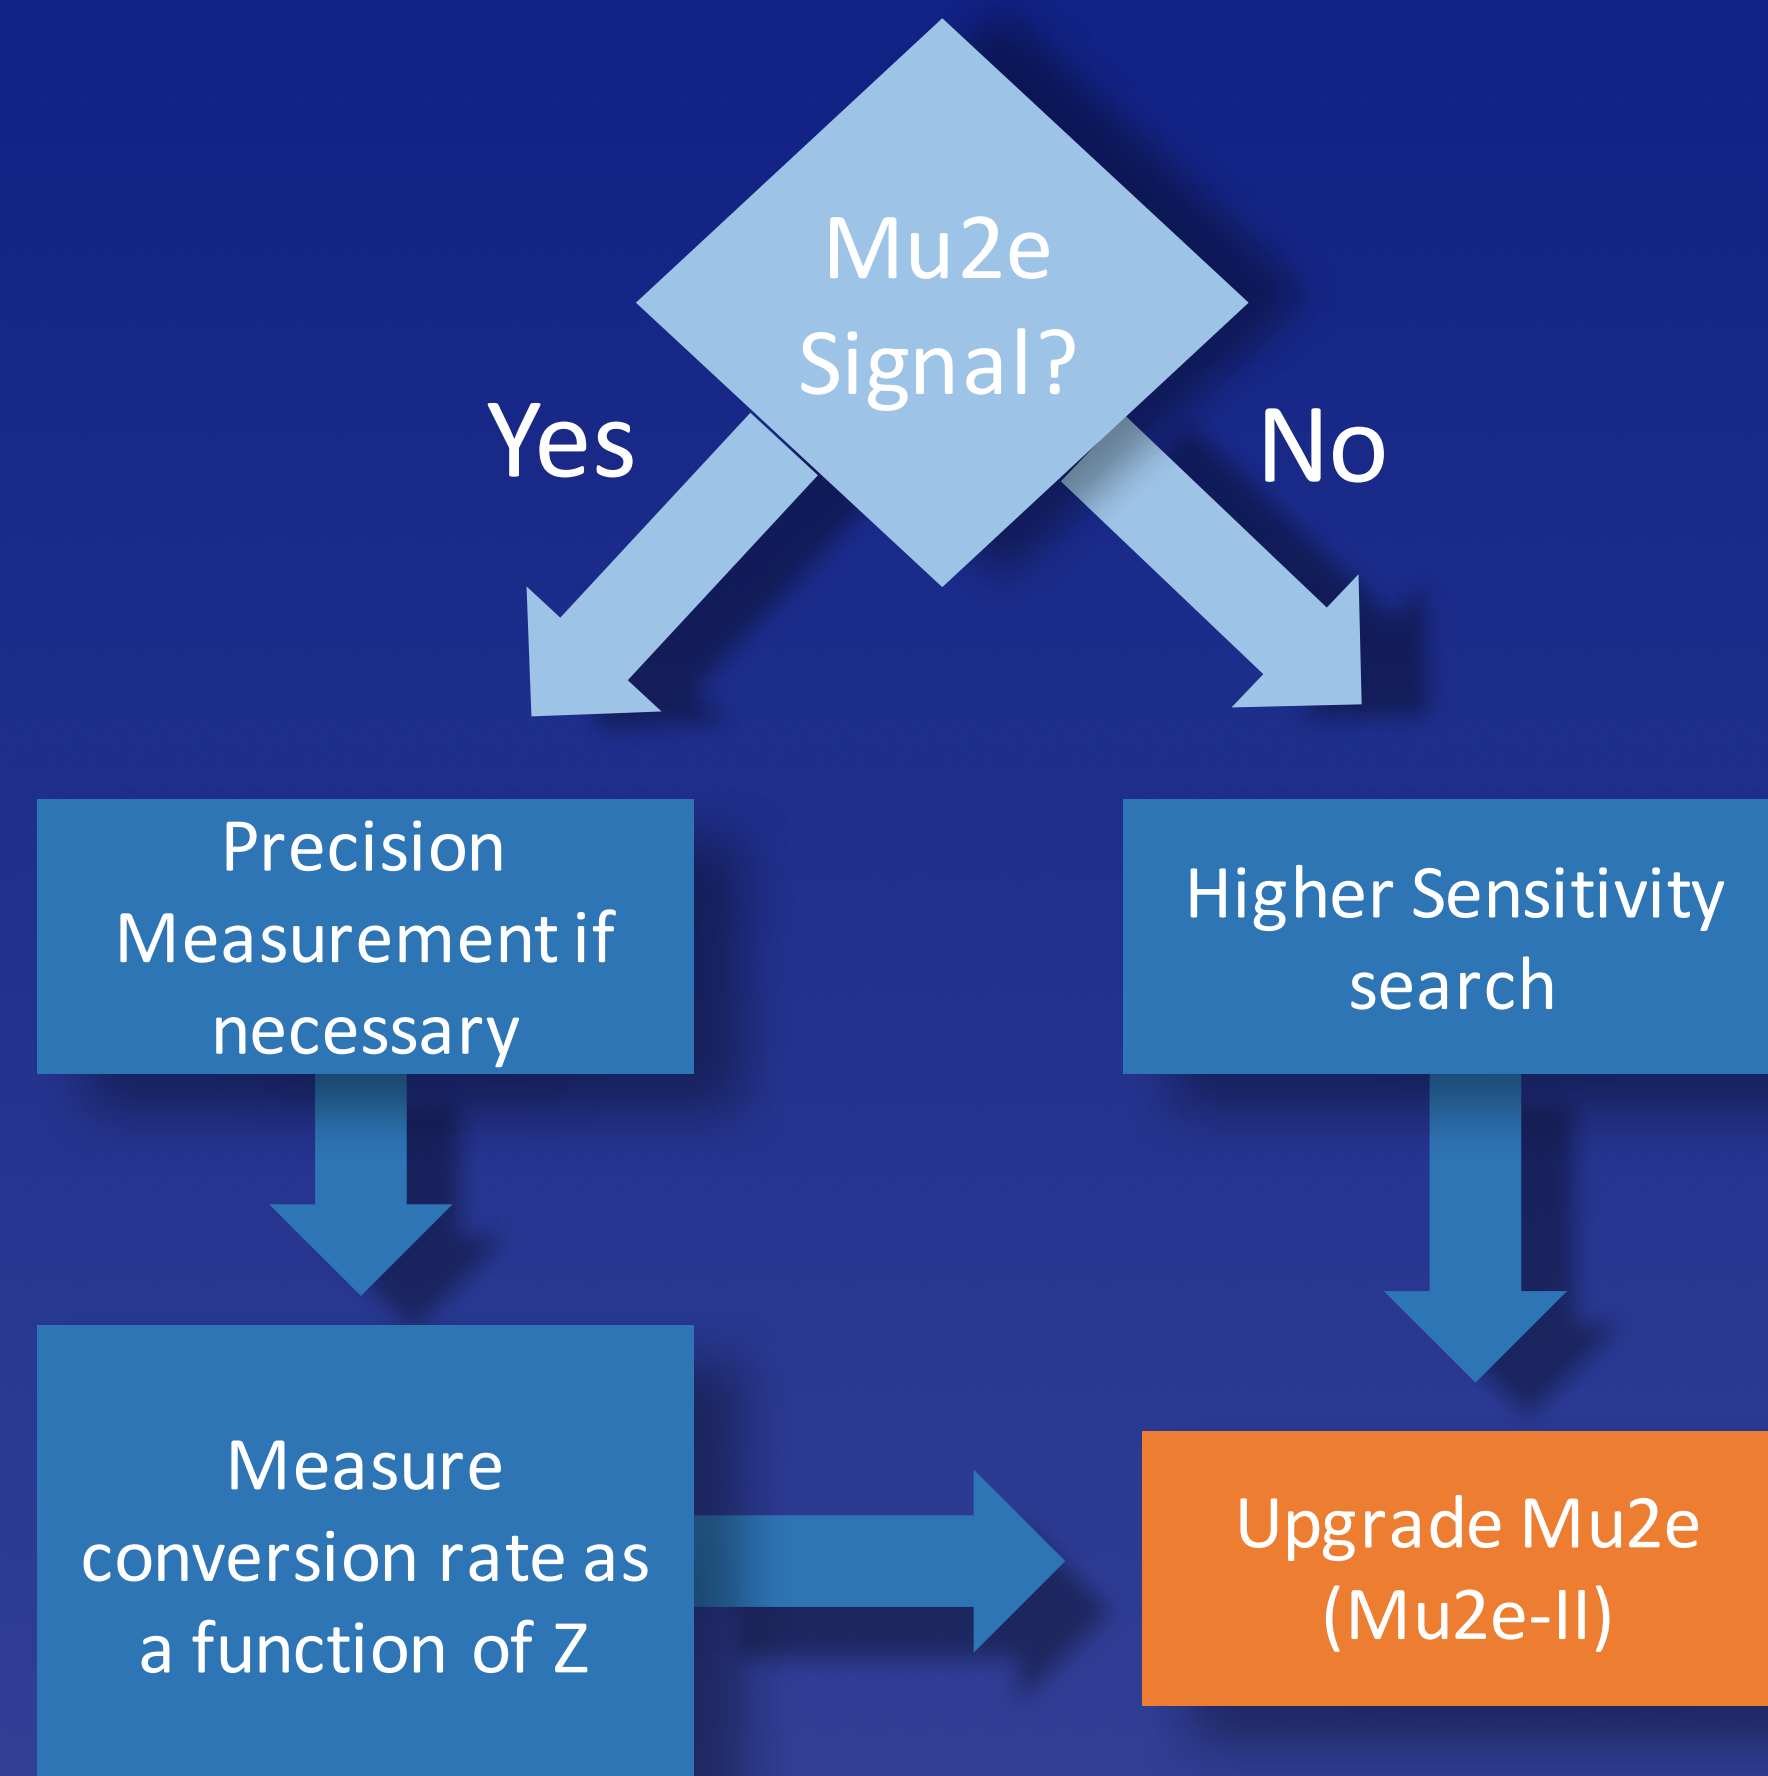 Mu2e
Signal?
Yes
No
Precision
Measurement if
necessary
Higher Sensitivity
search
Measure
conversion rate as
a function of Z
Upgrade Mu2e
(Mu2e-II)